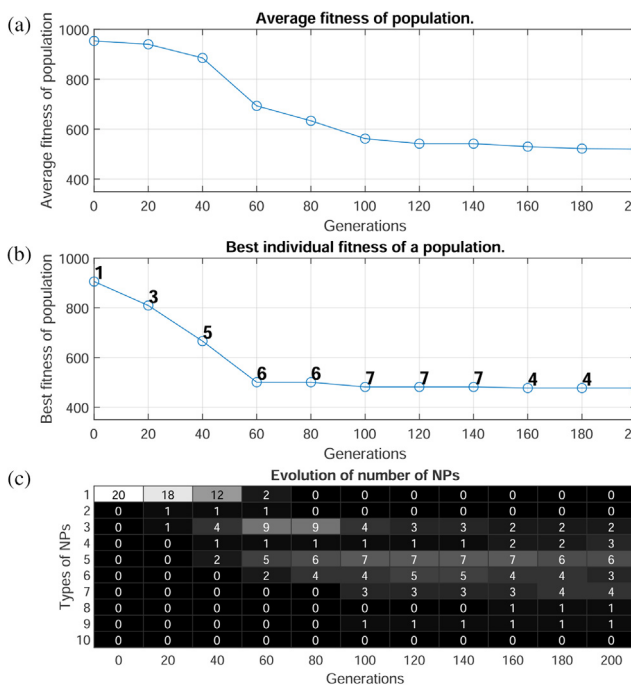 (a)
Average fitness of population.
Average fitness of population
1000
800
600
400
0 20 40 60 80 100 120 140 160 180 2
Generations
(b)
Best individual fitness of a population.
Best fitness of population
1000
800
600
400
1 3 5 6 6 7 7 7 4 4
0 20 40 60 80 100 120 140 160 180 2
Generations
(c)
Evolution of number of NPs
Types of NPs
1 20 18 12 2 0 0 0 0 0 0 0
2 0 1 1 1 0 0 0 0 0 0 0
3 0 1 4 9 9 4 3 3 2 2 2
4 0 0 1 1 1 1 1 1 2 2 3
5 0 0 2 5 6 7 7 7 7 6 6
6 0 0 0 2 4 4 5 5 4 4 3
7 0 0 0 0 0 3 3 3 3 4 4
8 0 0 0 0 0 0 0 0 1 1 1
9 0 0 0 0 0 1 1 1 1 1 1
10 0 0 0 0 0 0 0 0 0 0 0
0 20 40 60 80 100 120 140 160 180 200
Generations